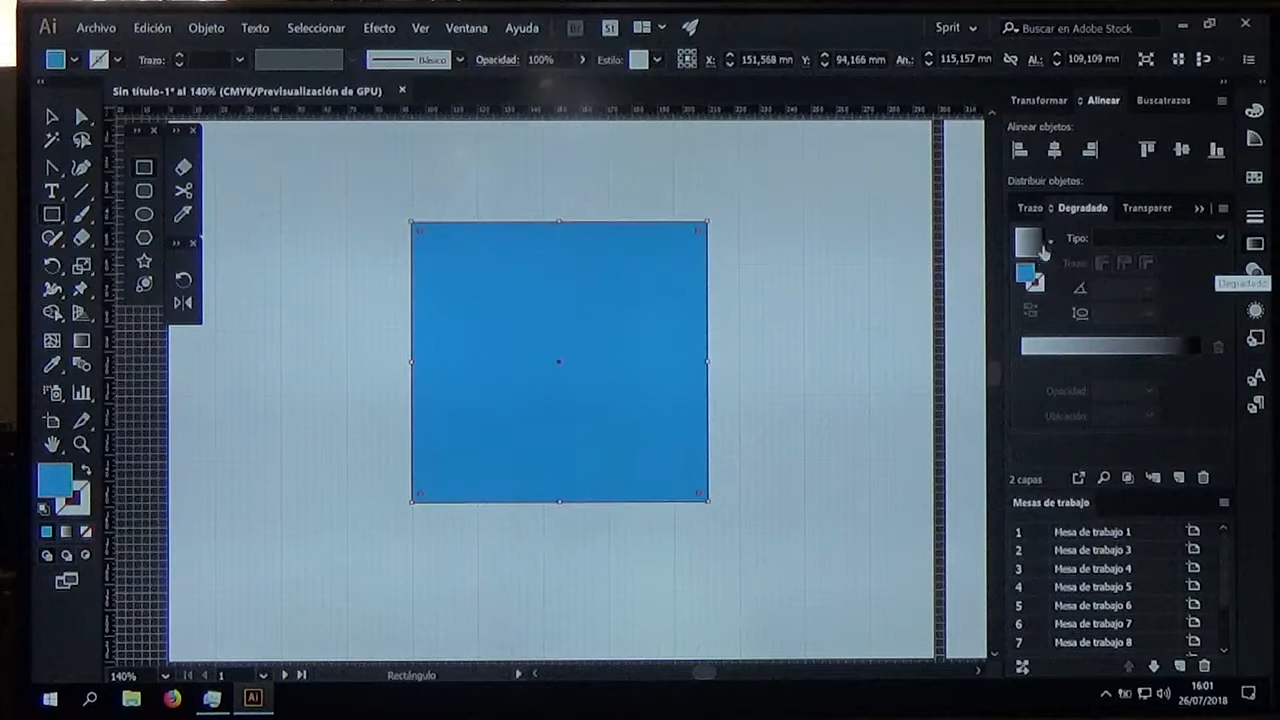 Ai Archivo Edición Objeto Texto Seleccionar Efecto Ver Ventana Ayuda Br St Sprit Buscar en Adobe Stock
Trazo: Básico Opacidad: 100% Estilo: X: 151,568 mm Y: 94,166 mm An.: 115,157 mm Al.: 109,109 mm
Sin título-1* al 140% (CMYK/Previsualización de GPU)
Transformar Alinear Buscatrazos
Alinear objetos:
Distribuir objetos:
Trazo Degradado Transparer
Tipo:
Trazo:
Degradado
Opacidad:
Ubicación:
2 capas
Mesas de trabajo
1 Mesa de trabajo 1
2 Mesa de trabajo 3
3 Mesa de trabajo 4
4 Mesa de trabajo 5
5 Mesa de trabajo 6
6 Mesa de trabajo 7
7 Mesa de trabajo 8
140% 1 Rectángulo
Ai
16:01
26/07/2018